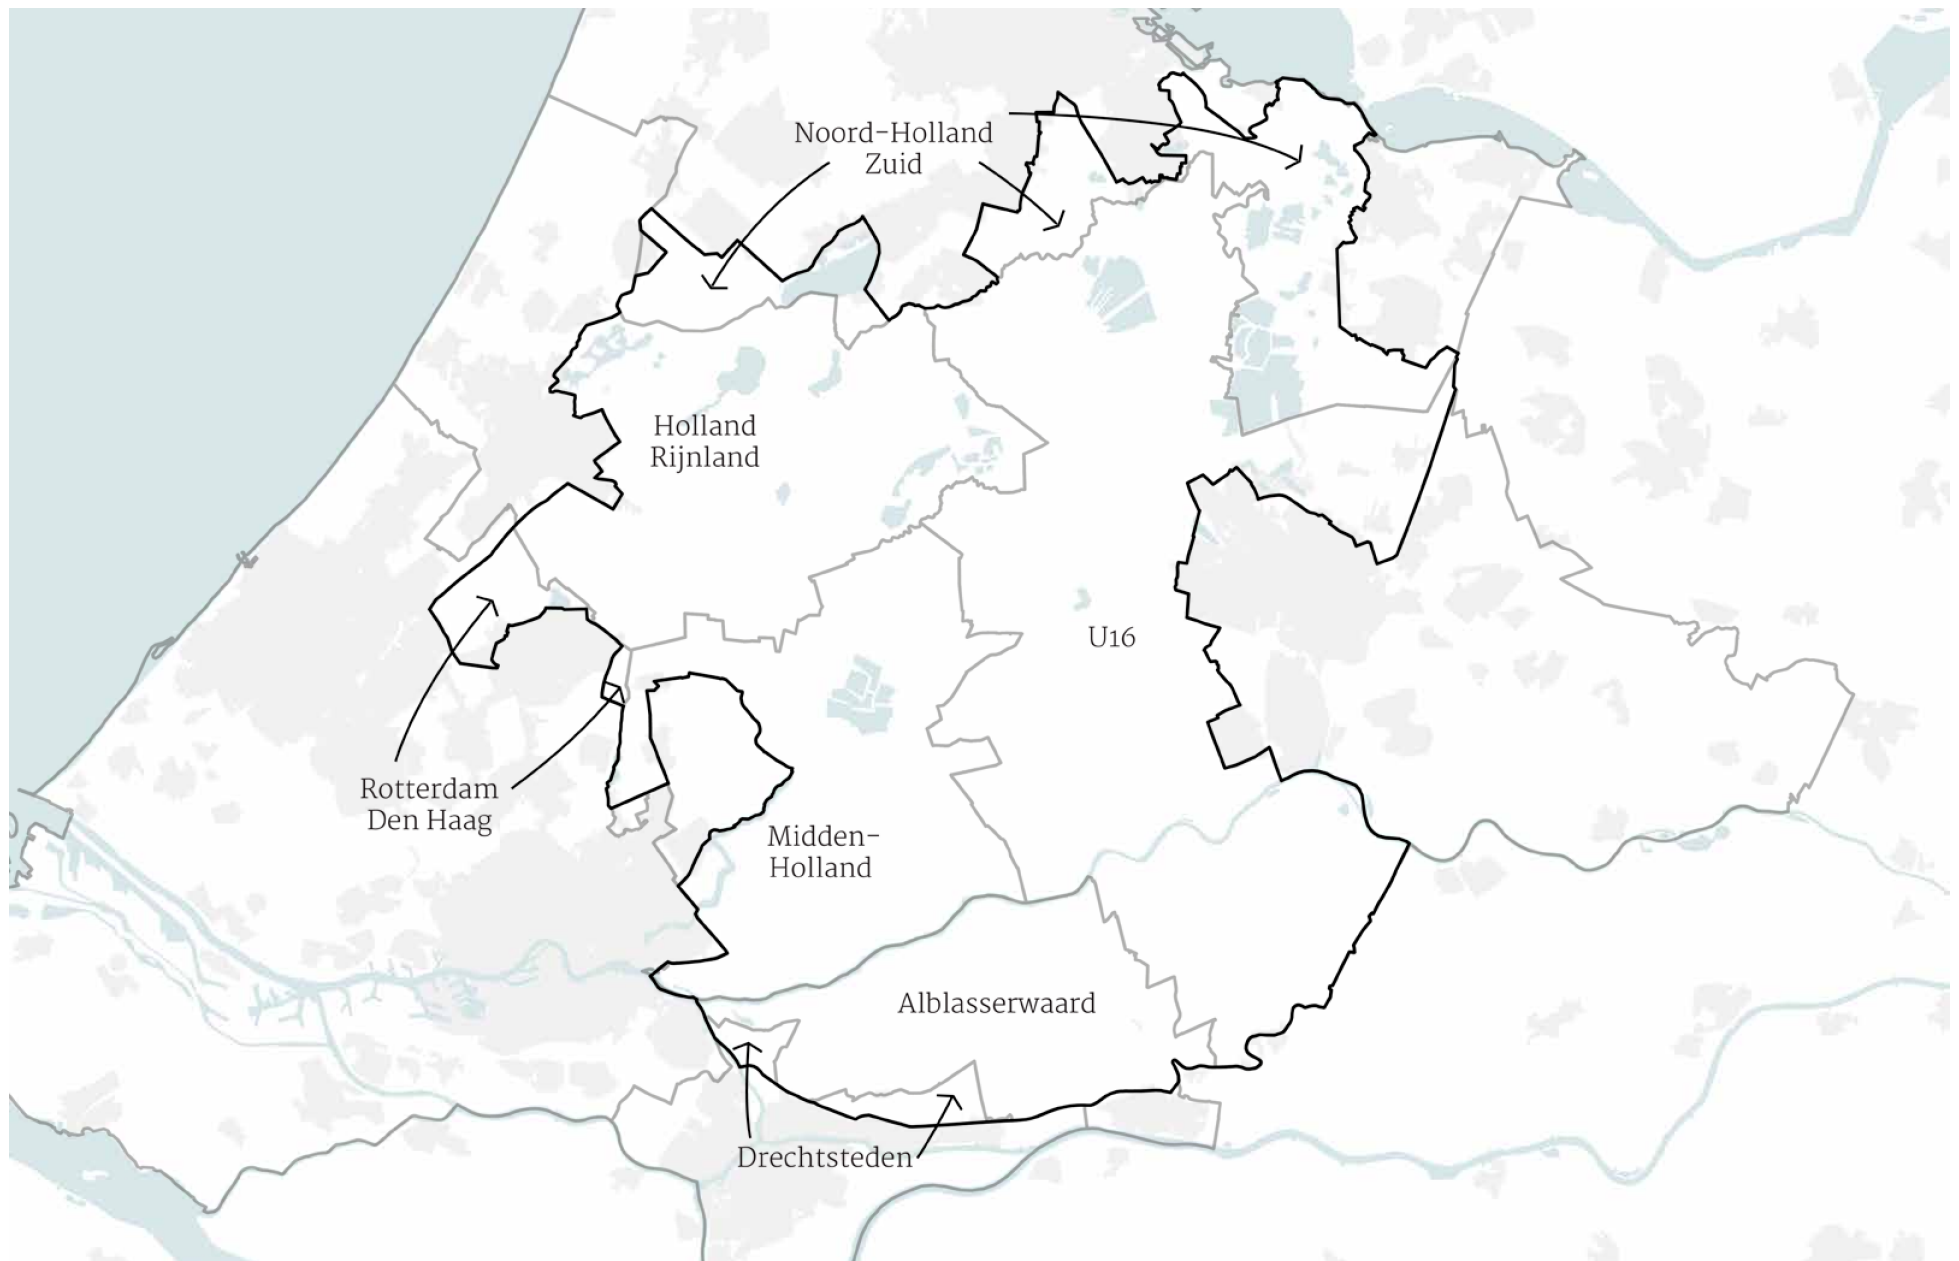 Noord-Holland
Zuid
Holland
Rijnland
U16
Rotterdam
Den Haag
Midden-
Holland
Alblasserwaard
Drechtsteden